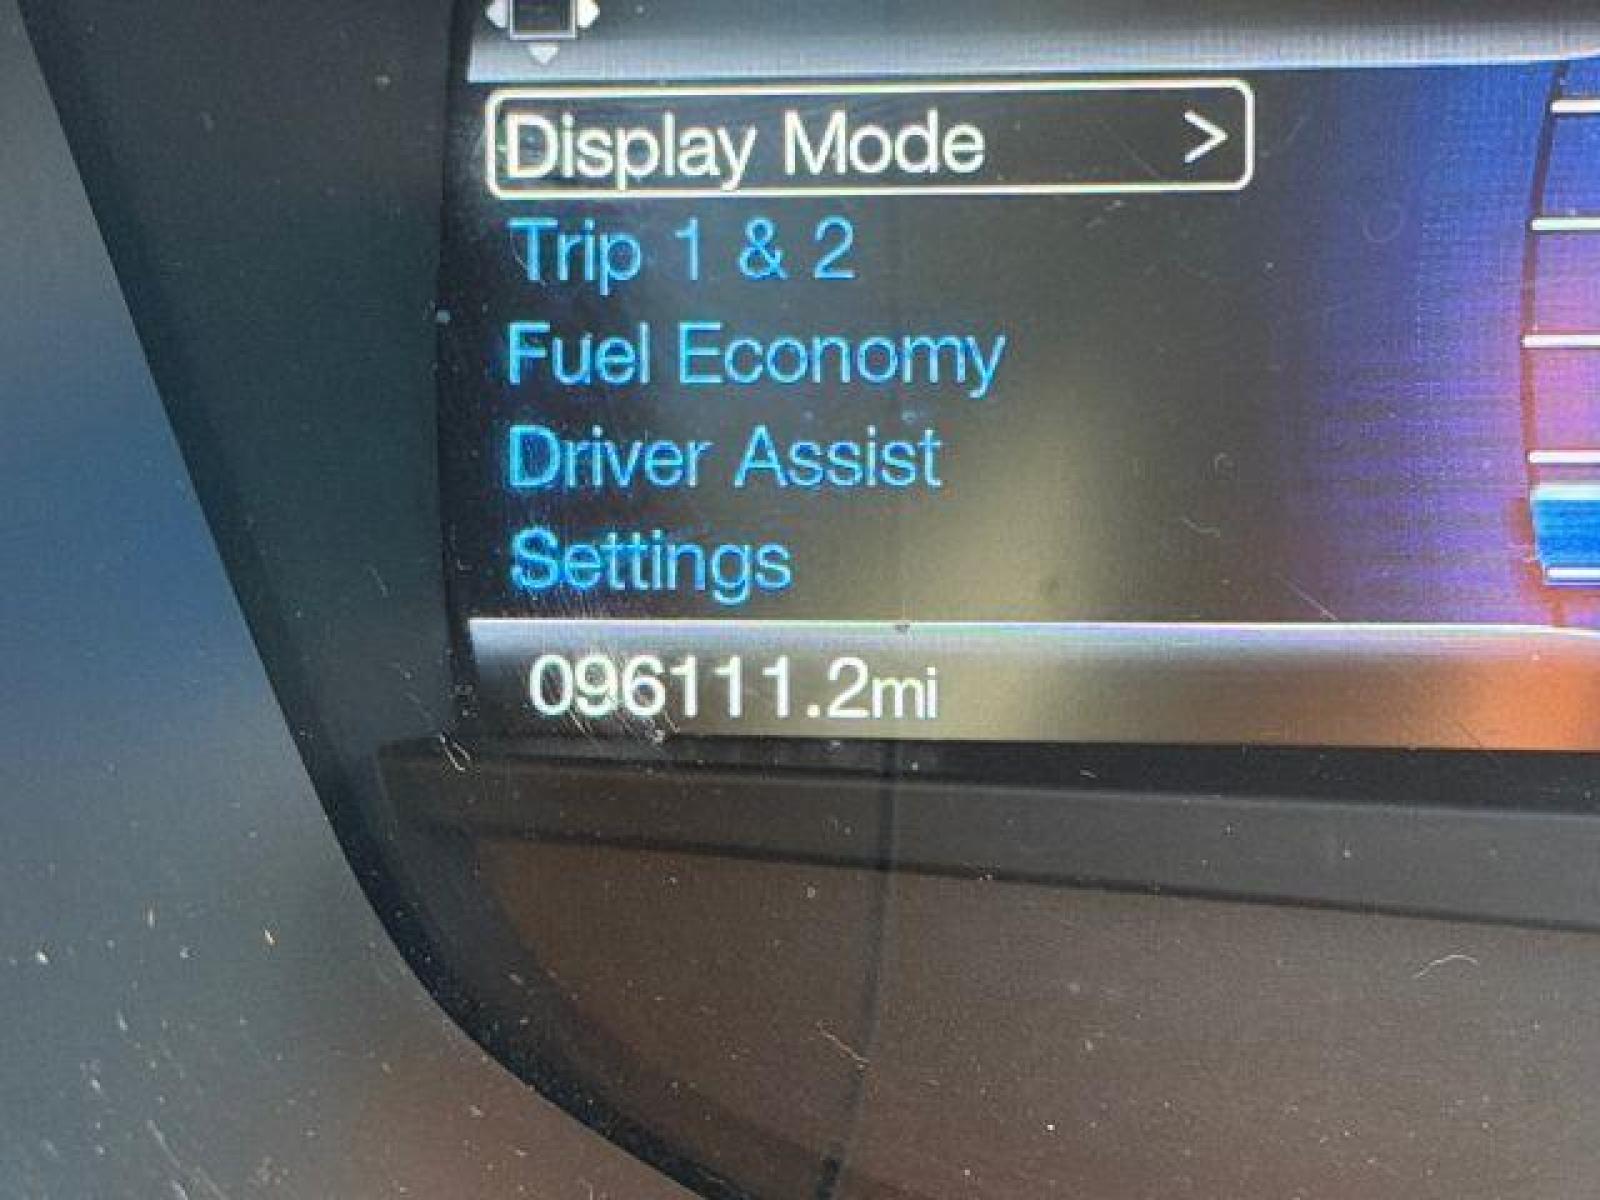 Display Mode >
Trip 1 & 2
Fuel Economy
Driver Assist
Settings
096111.2mi